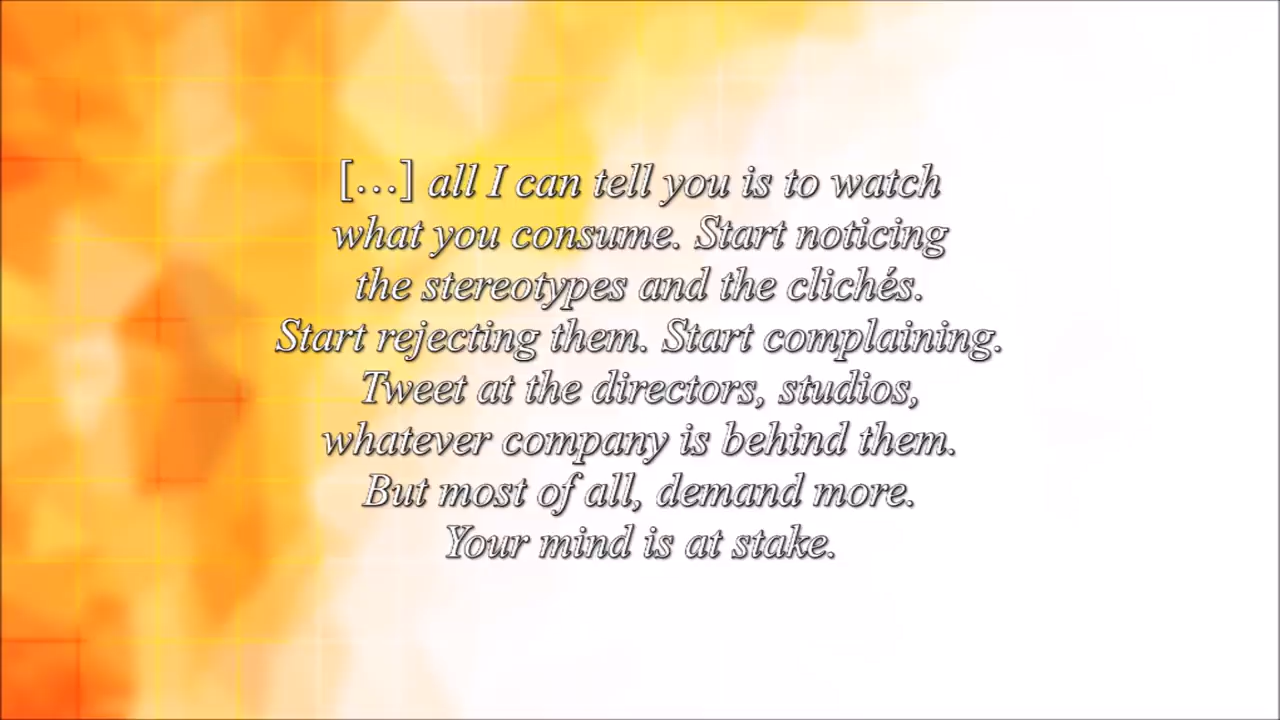 […] all I can tell you is to watch
what you consume. Start noticing
the stereotypes and the clichés.
Start rejecting them. Start complaining.
Tweet at the directors, studios,
whatever company is behind them.
But most of all, demand more.
Your mind is at stake.